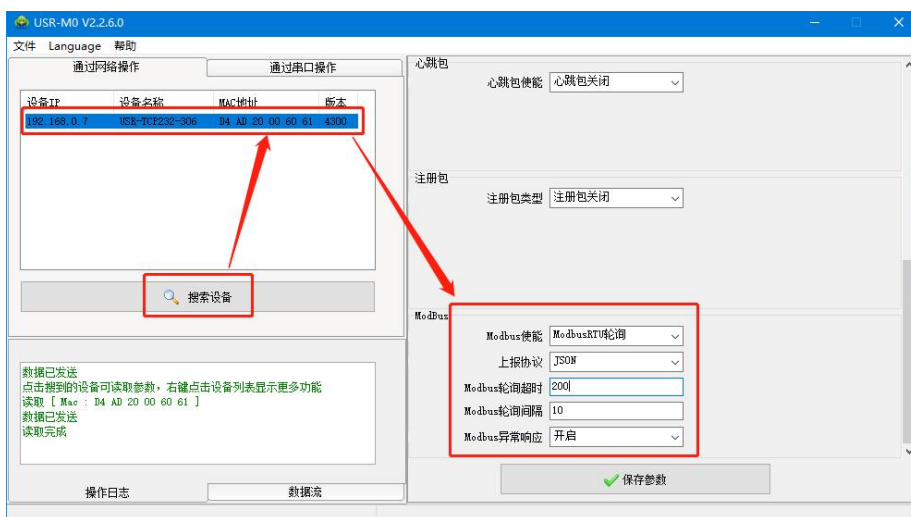 USR-M0 V2.2.6.0
文件 Language 帮助
通过网络操作 通过串口操作
设备IP 设备名称 MAC地址 版本
192.168.0.7 USR-TCP232-306 D4 AD 20 00 60 61 4300
搜索设备
数据已发送
点击搜到的设备可读取参数，右键点击设备列表显示更多功能
读取 [ Mac : D4 AD 20 00 60 61 ]
数据已发送
读取完成
操作日志 数据流
心跳包
心跳包使能 心跳包关闭
注册包
注册包类型 注册包关闭
ModBus
Modbus使能 ModbusRTU轮询
上报协议 JSON
Modbus轮询超时 200
Modbus轮询间隔 10
Modbus异常响应 开启
保存参数